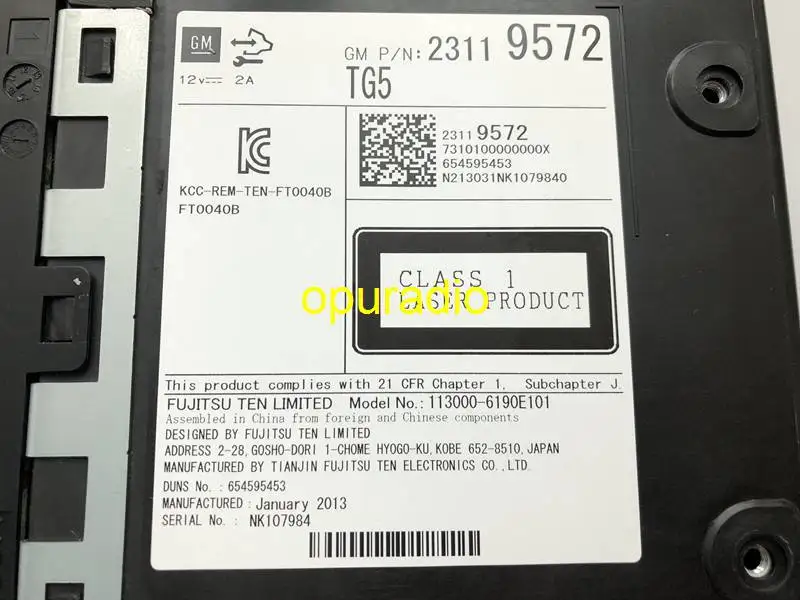 GM
GM P/N: 2311 9572
12V 2A
TG5
2311 9572
7310100000000X
654595453
N213031NK1079840
KCC-REM-TEN-FT0040B
FT0040B
CLASS 1
LASER PRODUCT
opuradio
This product complies with 21 CFR Chapter 1, Subchapter J.
FUJITSU TEN LIMITED Model No.: 113000-6190E101
Assembled in China from foreign and Chinese components
DESIGNED BY FUJITSU TEN LIMITED
ADDRESS 2-28, GOSHO-DORI 1-CHOME HYOGO-KU, KOBE 652-8510, JAPAN
MANUFACTURED BY TIANJIN FUJITSU TEN ELECTRONICS CO., LTD.
DUNS No. : 654595453
MANUFACTURED : January 2013
SERIAL No. : NK107984